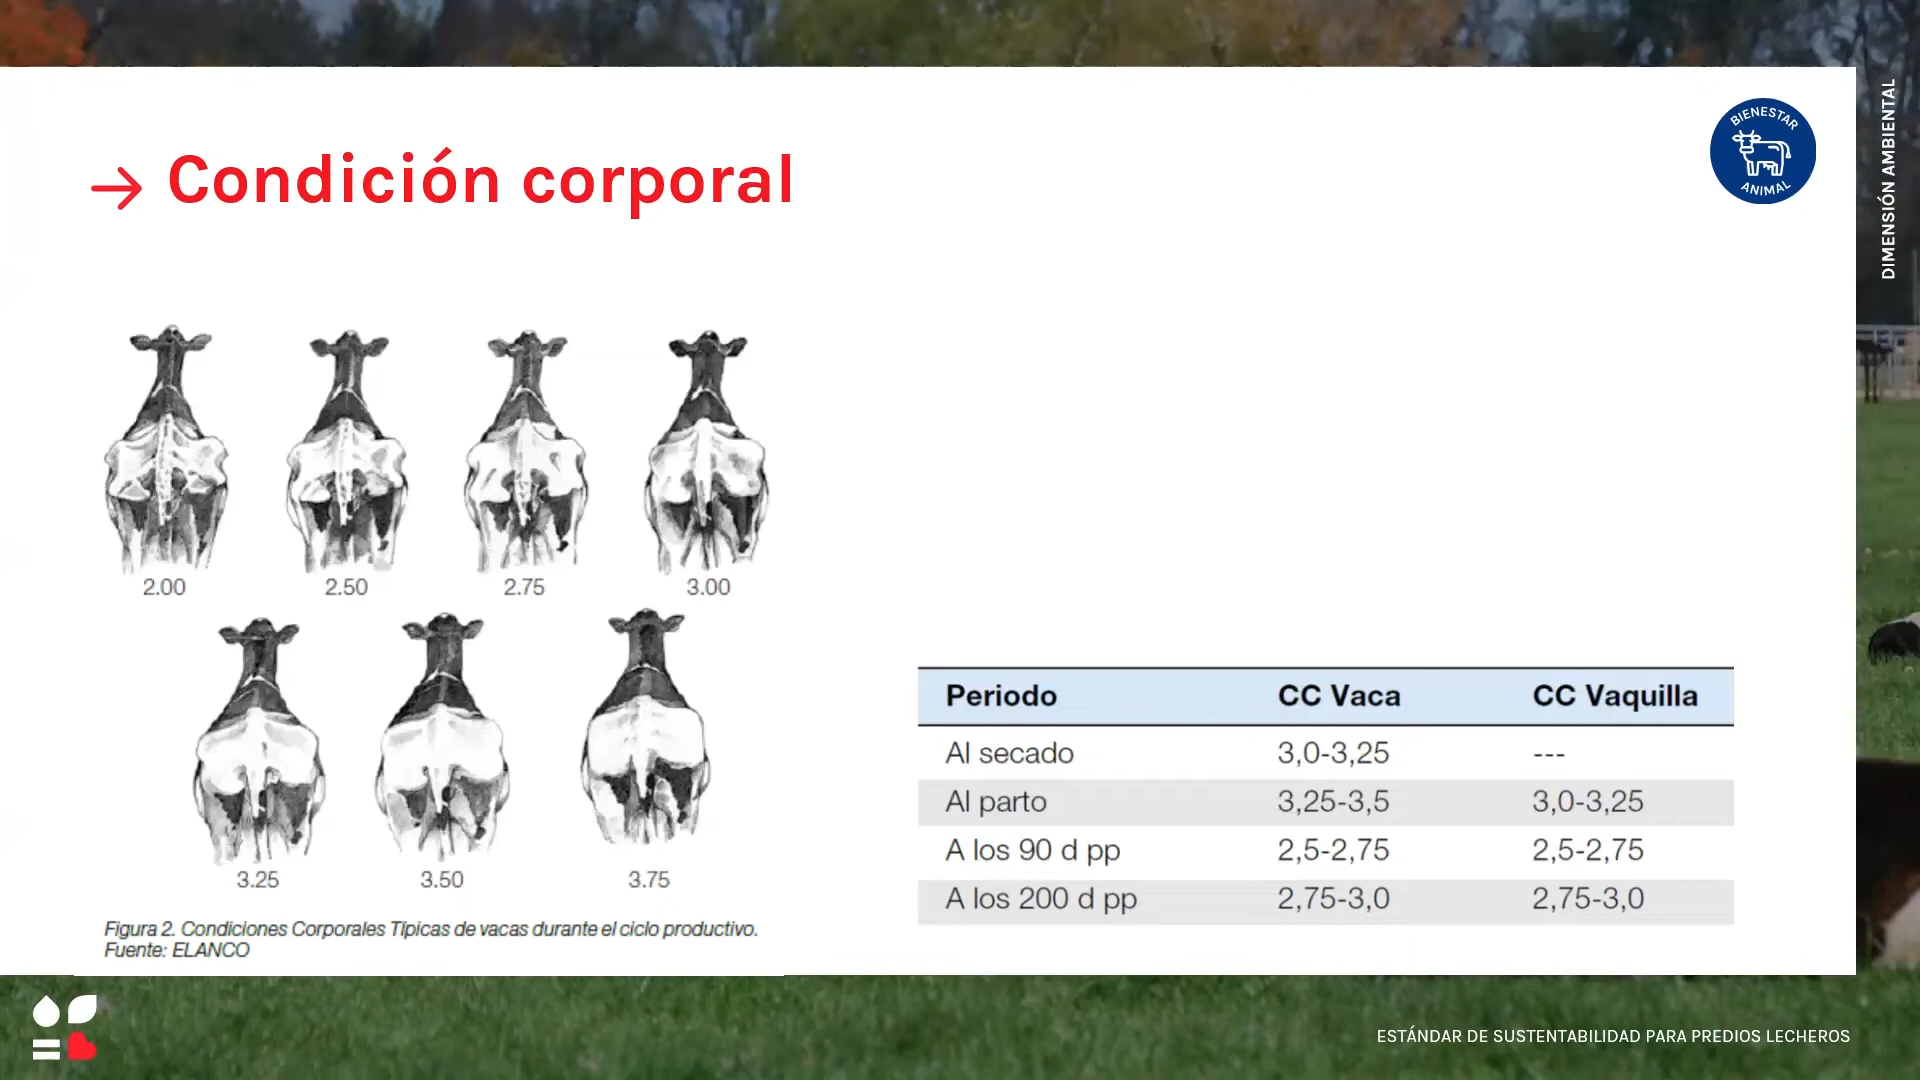 Condición corporal
BIENESTAR
ANIMAL
DIMENSIÓN AMBIENTAL
2.00 2.50 2.75 3.00
3.25 3.50 3.75
Figura 2. Condiciones Corporales Típicas de vacas durante el ciclo productivo.
Fuente: ELANCO
Periodo CC Vaca CC Vaquilla
Al secado 3,0-3,25 ---
Al parto 3,25-3,5 3,0-3,25
A los 90 d pp 2,5-2,75 2,5-2,75
A los 200 d pp 2,75-3,0 2,75-3,0
ESTÁNDAR DE SUSTENTABILIDAD PARA PREDIOS LECHEROS